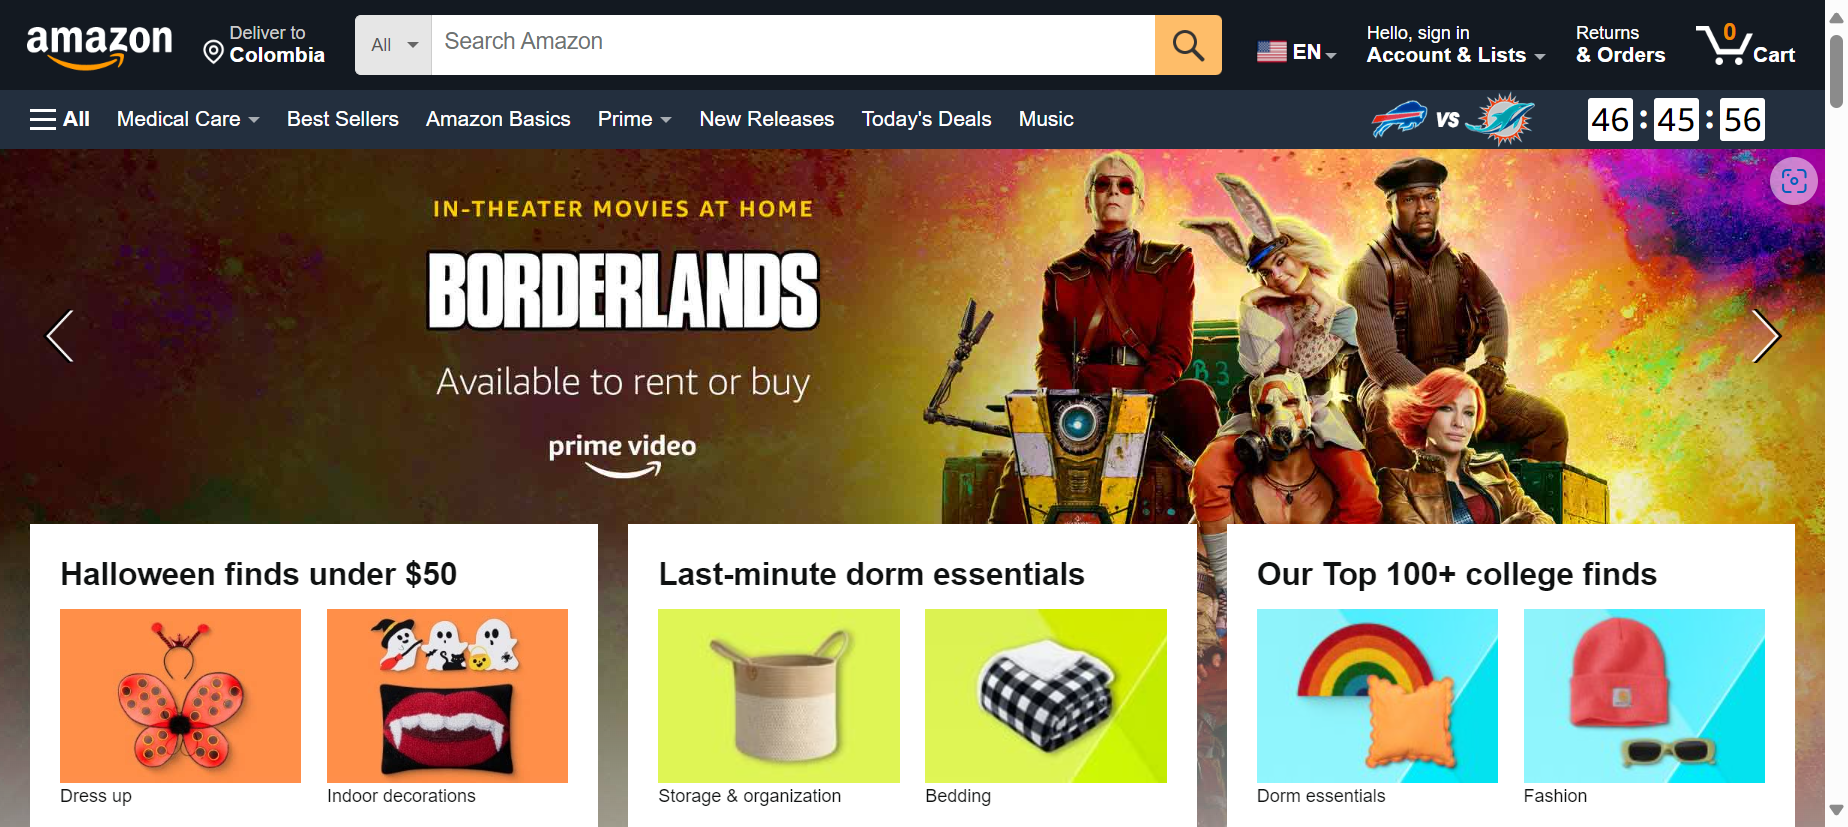 amazon
Deliver to
Colombia
All
Search Amazon
EN
Hello, sign in
Account & Lists
Returns
& Orders
0
Cart
All
Medical Care
Best Sellers
Amazon Basics
Prime
New Releases
Today's Deals
Music
VS
46:45:56
IN-THEATER MOVIES AT HOME
BORDERLANDS
Available to rent or buy
prime video
B3
Halloween finds under $50
Last-minute dorm essentials
Our Top 100+ college finds
Dress up
Indoor decorations
Storage & organization
Bedding
Dorm essentials
Fashion